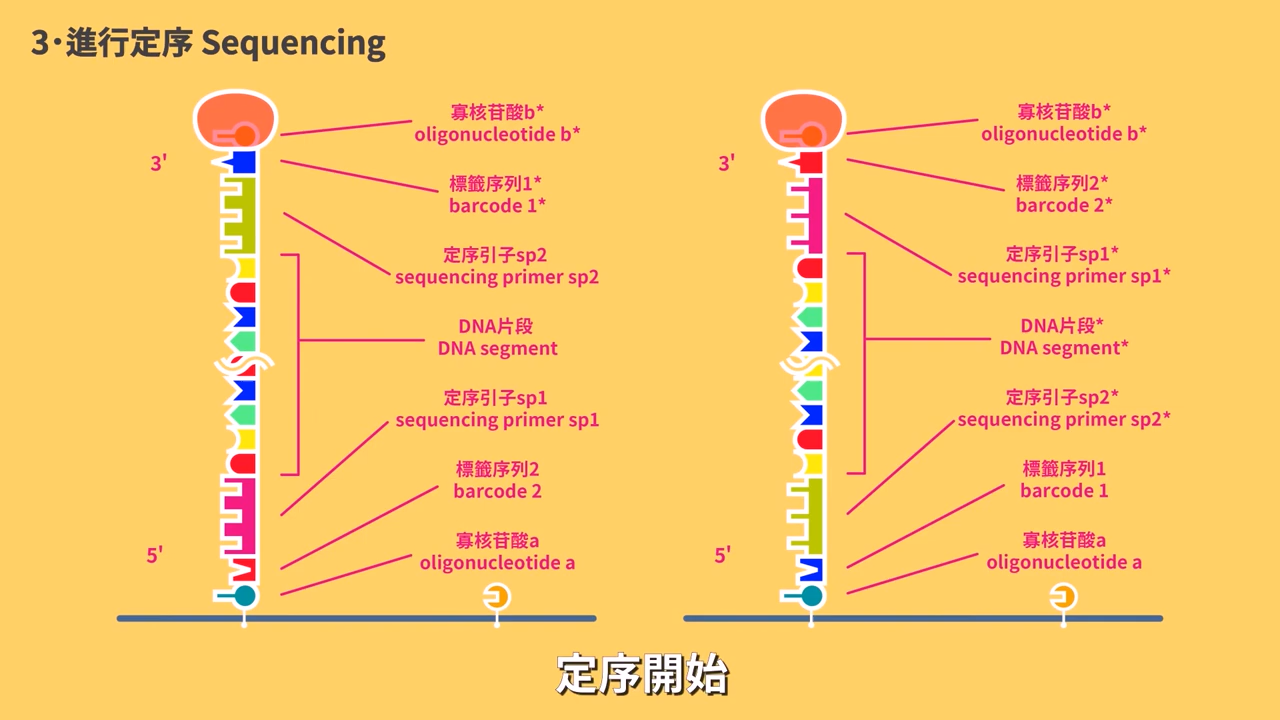 3·進行定序 Sequencing
寡核苷酸b*
oligonucleotide b*
3'
標籤序列1*
barcode 1*
定序引子sp2
sequencing primer sp2
DNA片段
DNA segment
定序引子sp1
sequencing primer sp1
標籤序列2
barcode 2
5'
寡核苷酸a
oligonucleotide a
寡核苷酸b*
oligonucleotide b*
3'
標籤序列2*
barcode 2*
定序引子sp1*
sequencing primer sp1*
DNA片段*
DNA segment*
定序引子sp2*
sequencing primer sp2*
標籤序列1
barcode 1
5'
寡核苷酸a
oligonucleotide a
定序開始